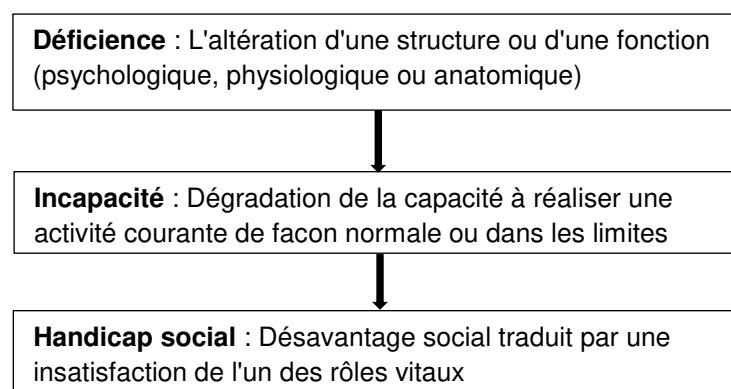 Déficience : L'altération d'une structure ou d'une fonction
(psychologique, physiologique ou anatomique)
Incapacité : Dégradation de la capacité à réaliser une
activité courante de facon normale ou dans les limites
Handicap social : Désavantage social traduit par une
insatisfaction de l'un des rôles vitaux